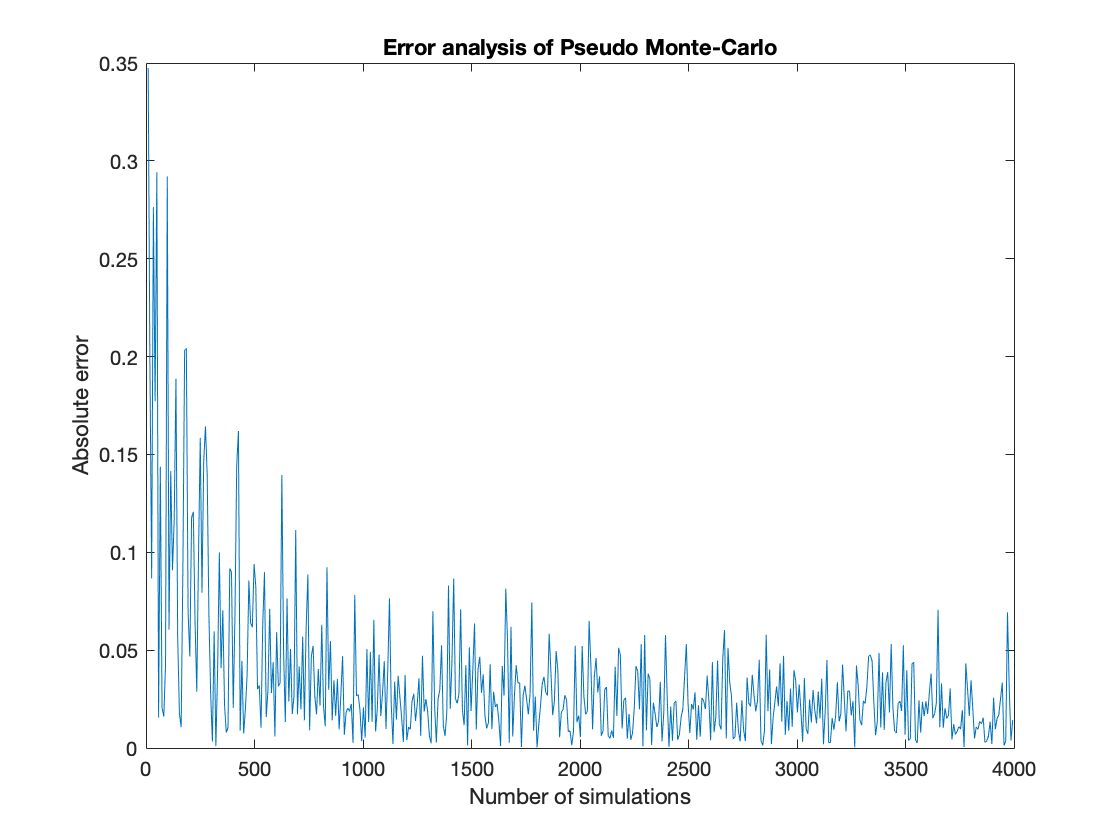 Error analysis of Pseudo Monte-Carlo
0.35
0.3
0.25
0.2
0.15
0.1
0.05
0
Absolute error
0 500 1000 1500 2000 2500 3000 3500 4000
Number of simulations